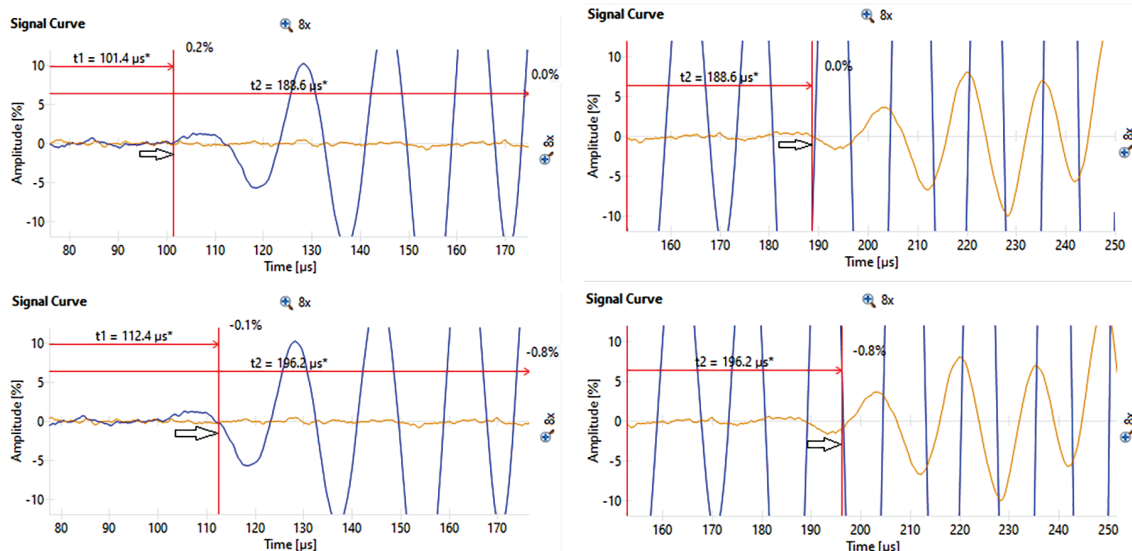 Signal Curve
8x
0.2%
t1 = 101.4 µs*
0.0%
t2 = 188.6 µs*
Amplitude [%]
10
5
0
-5
-10
8x
80 90 100 110 120 130 140 150 160 170
Time [µs]
Signal Curve
8x
0.0%
t2 = 188.6 µs*
Amplitude [%]
10
5
0
-5
-10
8x
160 170 180 190 200 210 220 230 240 250
Time [µs]
Signal Curve
8x
-0.1%
t1 = 112.4 µs*
-0.8%
t2 = 196.2 µs*
Amplitude [%]
10
5
0
-5
-10
8x
80 90 100 110 120 130 140 150 160 170
Time [µs]
Signal Curve
8x
-0.8%
t2 = 196.2 µs*
Amplitude [%]
10
5
0
-5
-10
8x
160 170 180 190 200 210 220 230 240 250
Time [µs]